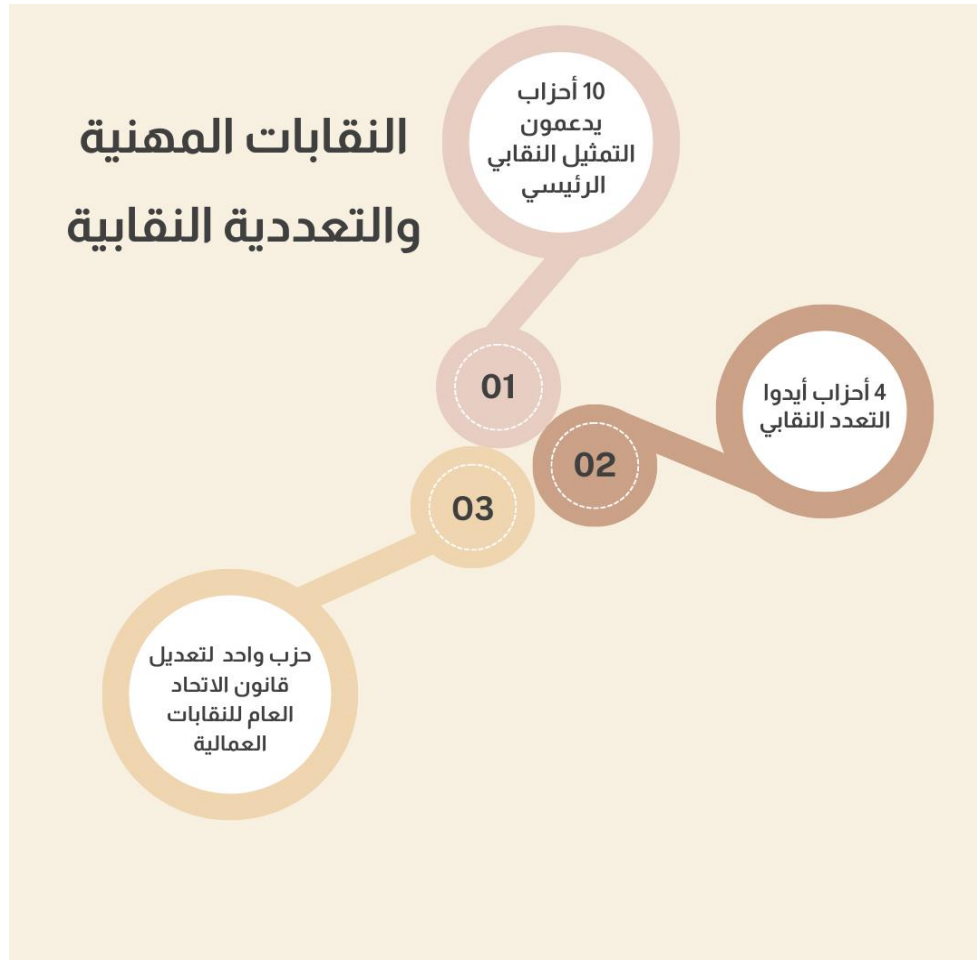 النقابات المهنية
والتعددية النقابية
10 أحزاب
يدعمون
التمثيل النقابي
الرئيسي
01
4 أحزاب أيدوا
التعدد النقابي
02
03
حزب واحد لتعديل
قانون الاتحاد
العام للنقابات
العمالية